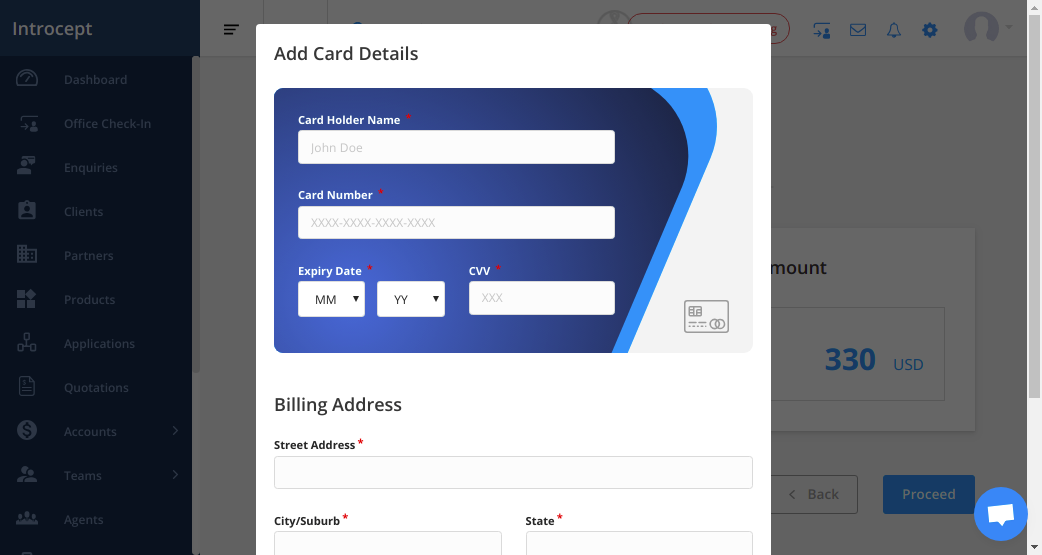 Introcept
Add Card Details
Dashboard
Office Check-In
Enquiries
Clients
Partners
Products
Applications
Quotations
Accounts
Teams
Agents
Card Holder Name *
John Doe
Card Number *
XXXX-XXXX-XXXX-XXXX
Expiry Date * CVV *
MM YY XXX
mount
330 USD
Billing Address
Street Address *
Back Proceed
City/Suburb * State *